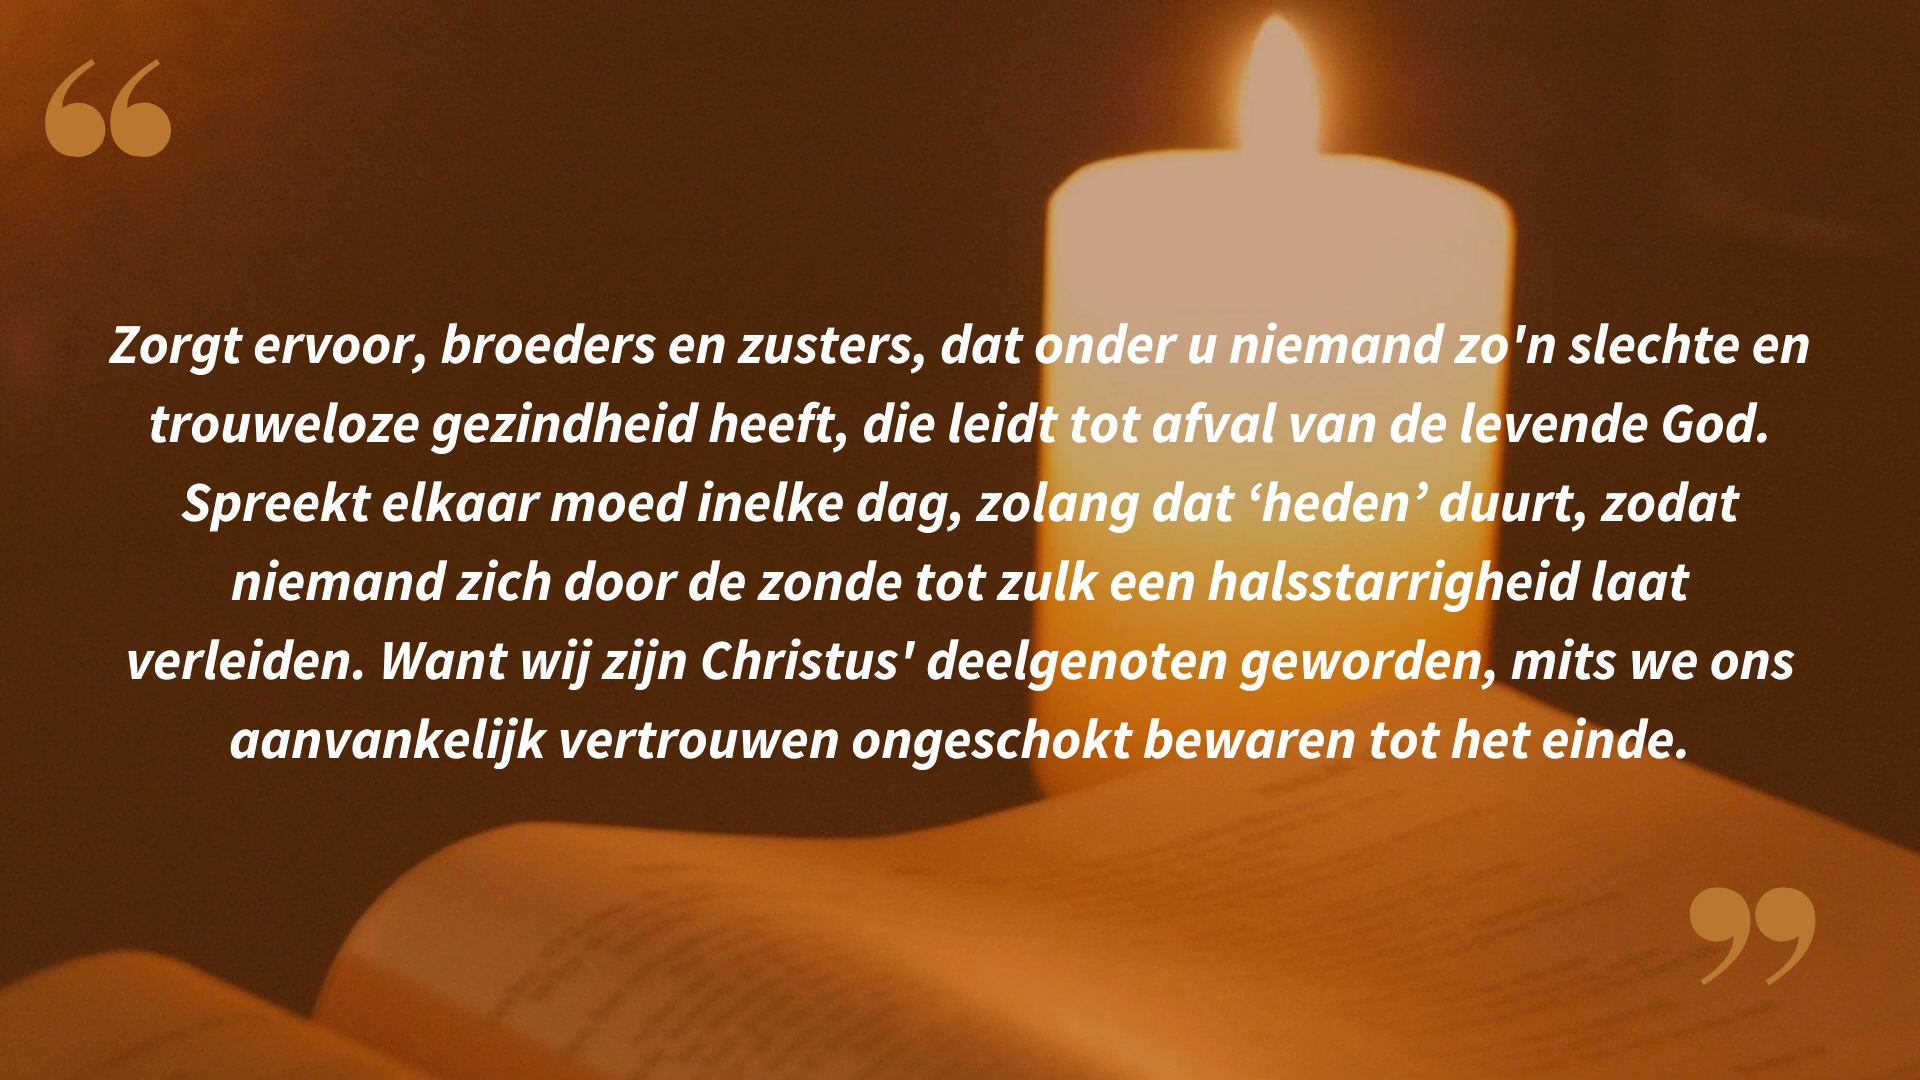 “
Zorgt ervoor, broeders en zusters, dat onder u niemand zo'n slechte en
trouweloze gezindheid heeft, die leidt tot afval van de levende God.
Spreekt elkaar moed inelke dag, zolang dat ‘heden’ duurt, zodat
niemand zich door de zonde tot zulk een halsstarrigheid laat
verleiden. Want wij zijn Christus' deelgenoten geworden, mits we ons
aanvankelijk vertrouwen ongeschokt bewaren tot het einde.
”